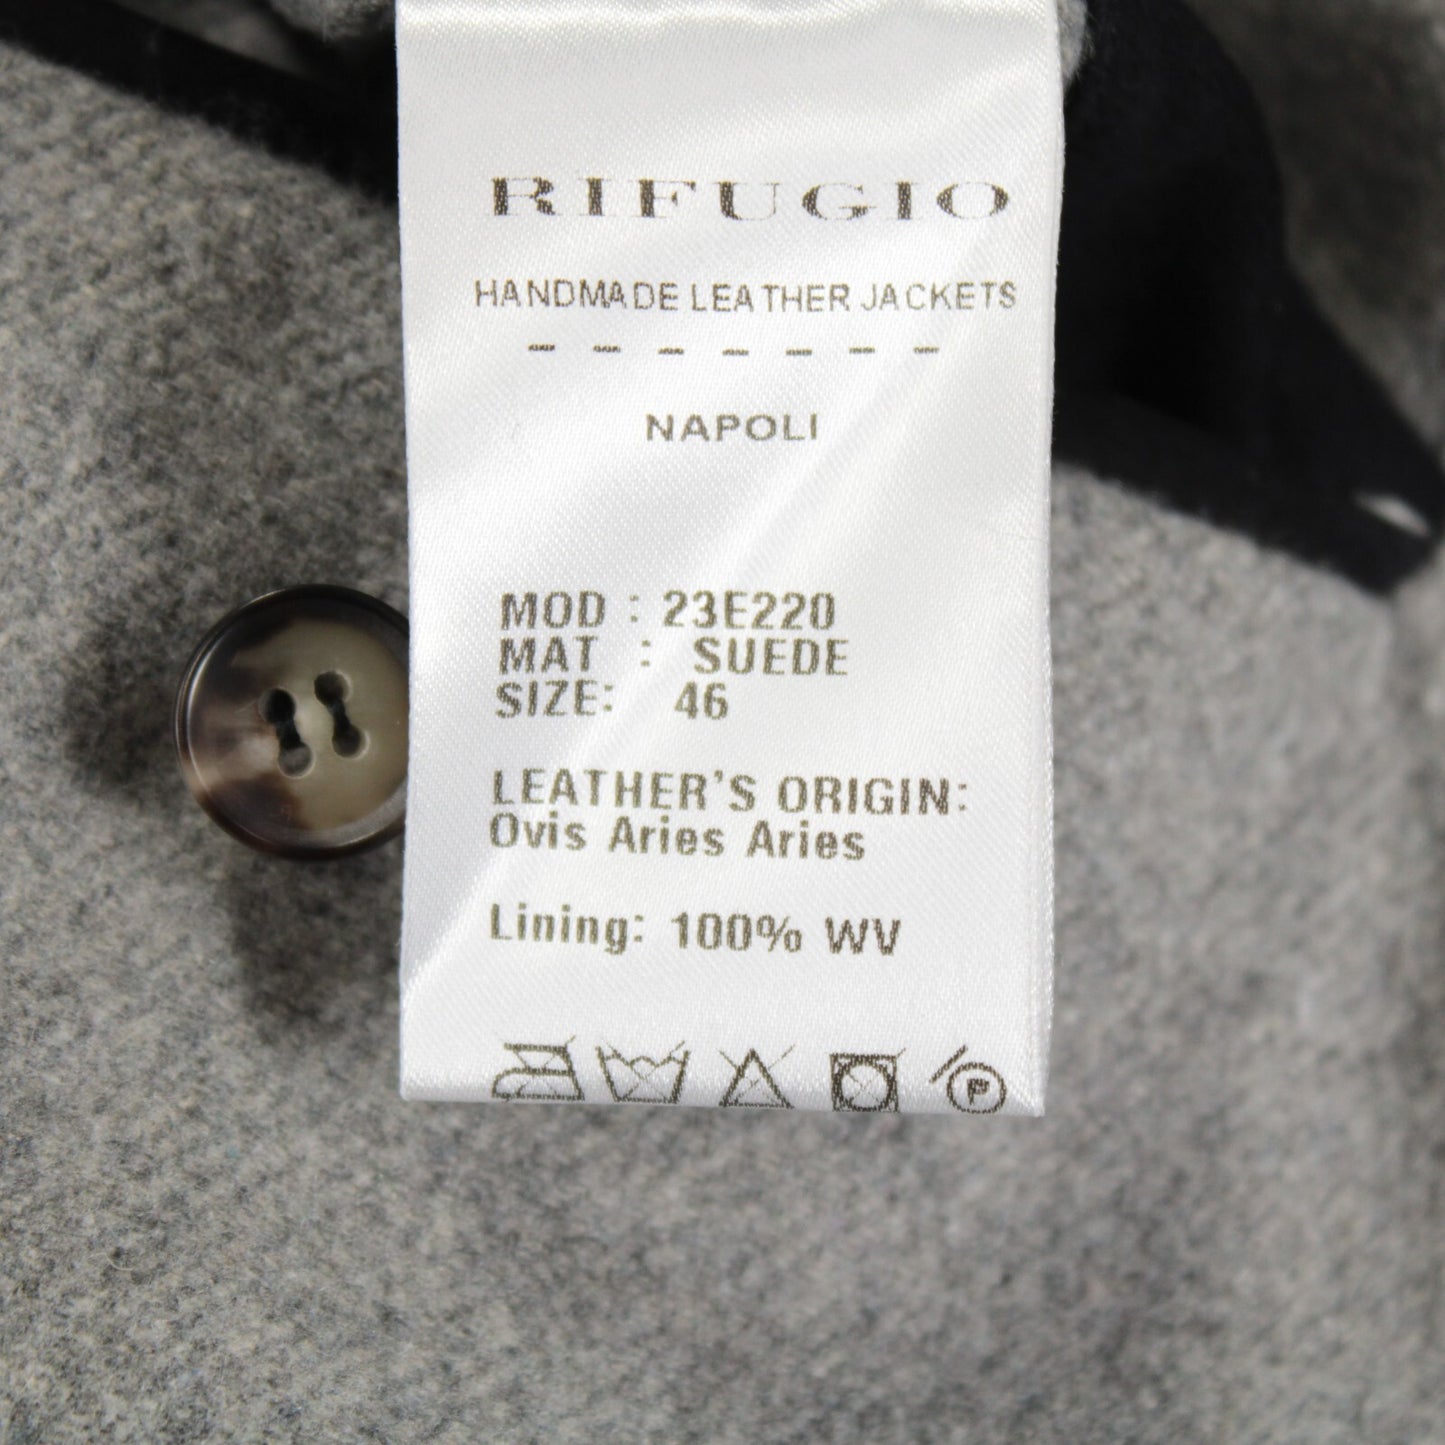 RIFUGIO
HANDMADE LEATHER JACKETS
- - - - - - -
NAPOLI
MOD : 23E220
MAT : SUEDE
SIZE: 46
LEATHER'S ORIGIN:
Ovis Aries Aries
Lining: 100% WV
P